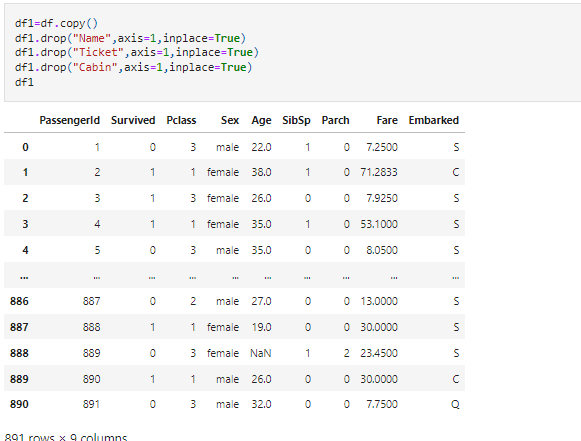 df1=df.copy()
df1.drop("Name",axis=1,inplace=True)
df1.drop("Ticket",axis=1,inplace=True)
df1.drop("Cabin",axis=1,inplace=True)
df1
PassengerId Survived Pclass Sex Age SibSp Parch Fare Embarked
0 1 0 3 male 22.0 1 0 7.2500 S
1 2 1 1 female 38.0 1 0 71.2833 C
2 3 1 3 female 26.0 0 0 7.9250 S
3 4 1 1 female 35.0 1 0 53.1000 S
4 5 0 3 male 35.0 0 0 8.0500 S
... ... ... ... ... ... ... ... ... ...
886 887 0 2 male 27.0 0 0 13.0000 S
887 888 1 1 female 19.0 0 0 30.0000 S
888 889 0 3 female NaN 1 2 23.4500 S
889 890 1 1 male 26.0 0 0 30.0000 C
890 891 0 3 male 32.0 0 0 7.7500 Q
891 rows × 9 columns